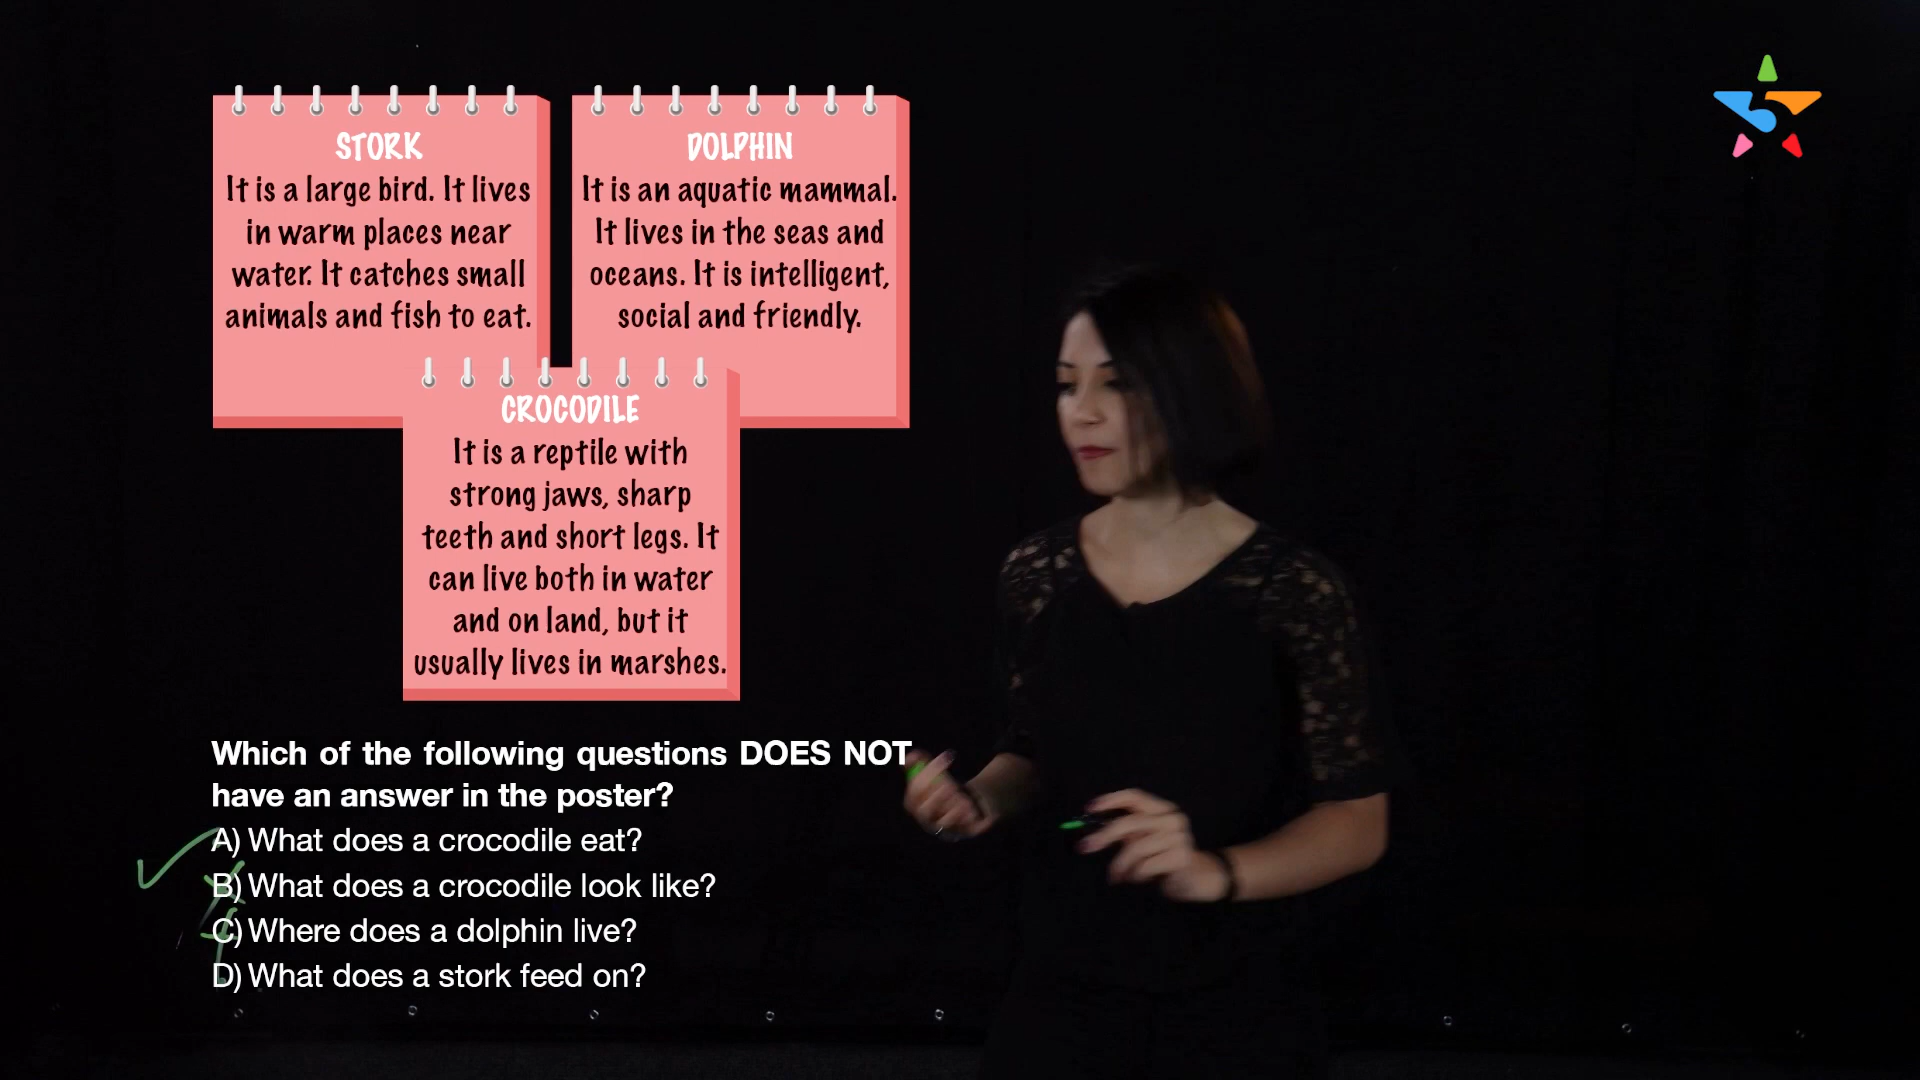 STORK
It is a large bird. It lives
in warm places near
water. It catches small
animals and fish to eat.
DOLPHIN
It is an aquatic mammal.
It lives in the seas and
oceans. It is intelligent,
social and friendly.
CROCODILE
It is a reptile with
strong jaws, sharp
teeth and short legs. It
can live both in water
and on land, but it
usually lives in marshes.
Which of the following questions DOES NOT
have an answer in the poster?
A) What does a crocodile eat?
B) What does a crocodile look like?
C) Where does a dolphin live?
D) What does a stork feed on?
5